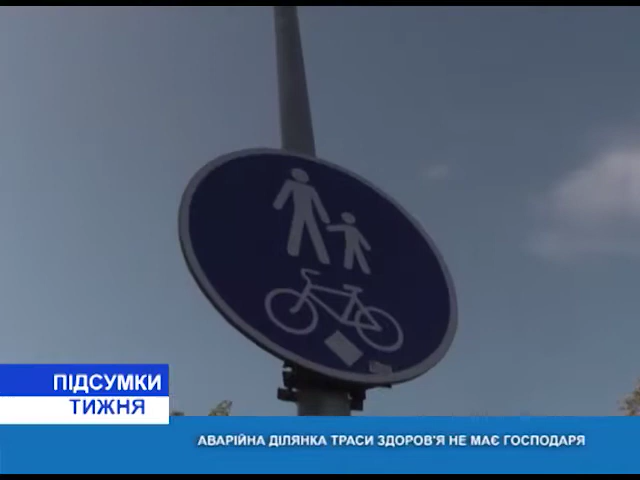 ПІДСУМКИ
ТИЖНЯ
АВАРІЙНА ДІЛЯНКА ТРАСИ ЗДОРОВ'Я НЕ МАЄ ГОСПОДАРЯ